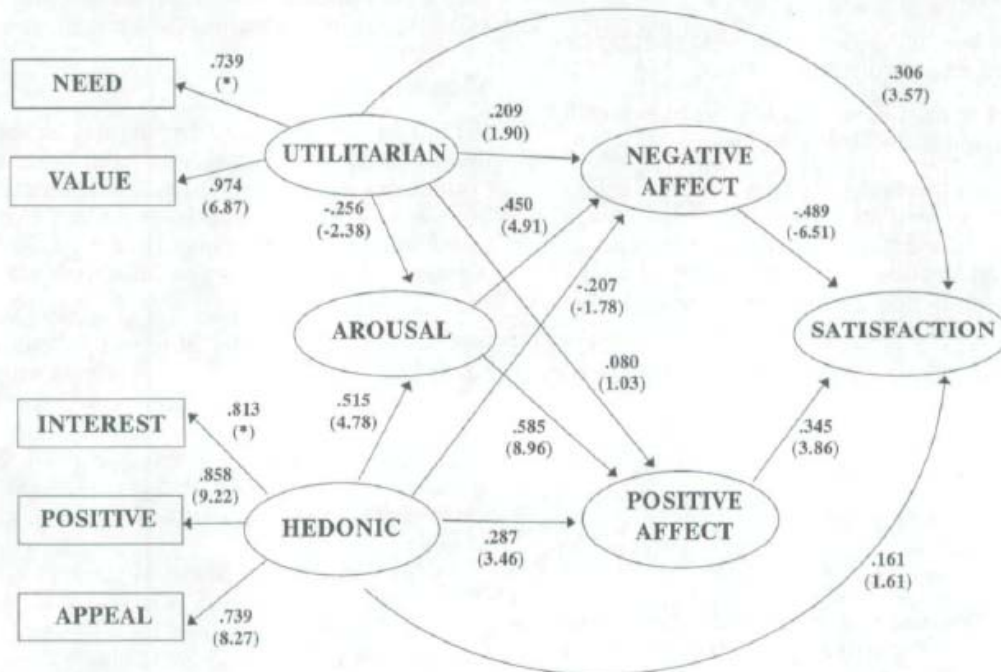 .739
(*)
NEED
.306
(3.57)
.209
(1.90)
UTILITARIAN
NEGATIVE
AFFECT
VALUE
.974
(6.87)
-.256
(-2.38)
.450
(4.91)
-.489
(-6.51)
-.207
(-1.78)
AROUSAL
SATISFACTION
.080
(1.03)
.515
(4.78)
.585
(8.96)
.345
(3.86)
INTEREST
.813
(*)
.858
(9.22)
POSITIVE
HEDONIC
POSITIVE
AFFECT
.287
(3.46)
.161
(1.61)
APPEAL
.739
(8.27)